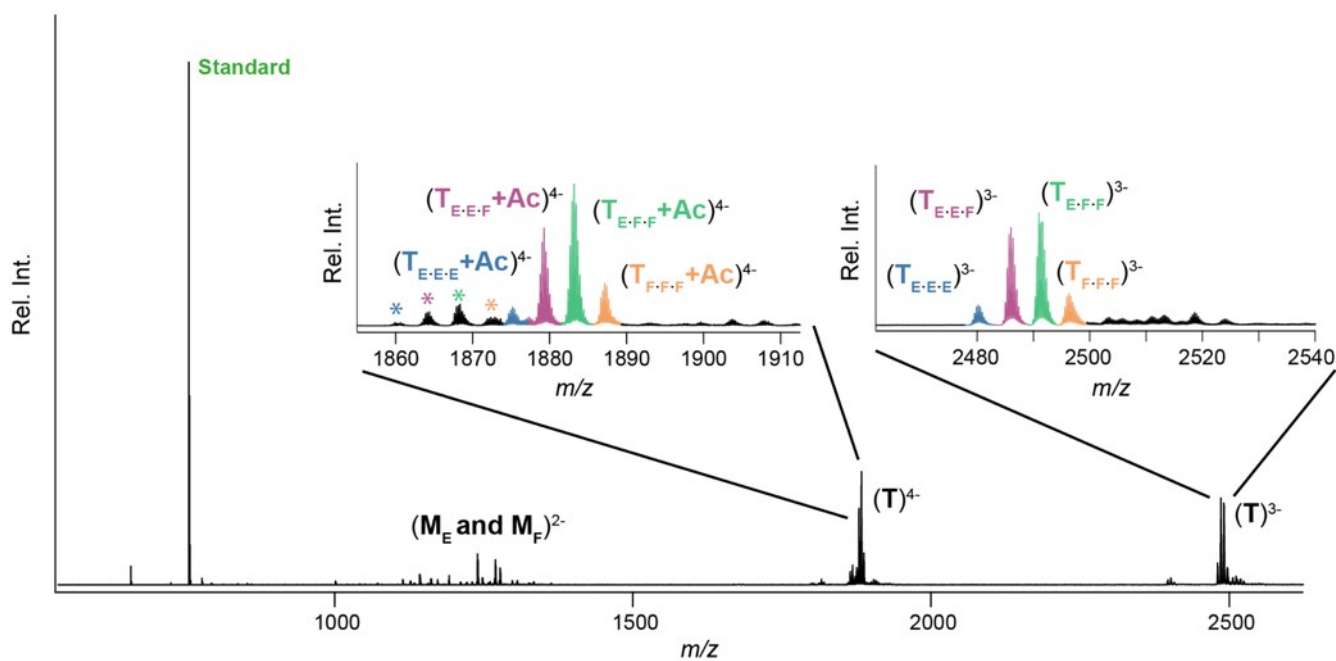 Standard
(T_E·E·F+Ac)⁴⁻
(T_E·F·F+Ac)⁴⁻
(T_E·E·E+Ac)⁴⁻
(T_F·F·F+Ac)⁴⁻
* * * *
Rel. Int.
1860 1870 1880 1890 1900 1910
m/z
(T_E·E·F)³⁻
(T_E·F·F)³⁻
(T_E·E·E)³⁻
(T_F·F·F)³⁻
Rel. Int.
2480 2500 2520 2540
m/z
Rel. Int.
(M_E and M_F)²⁻
(T)⁴⁻
(T)³⁻
1000 1500 2000 2500
m/z